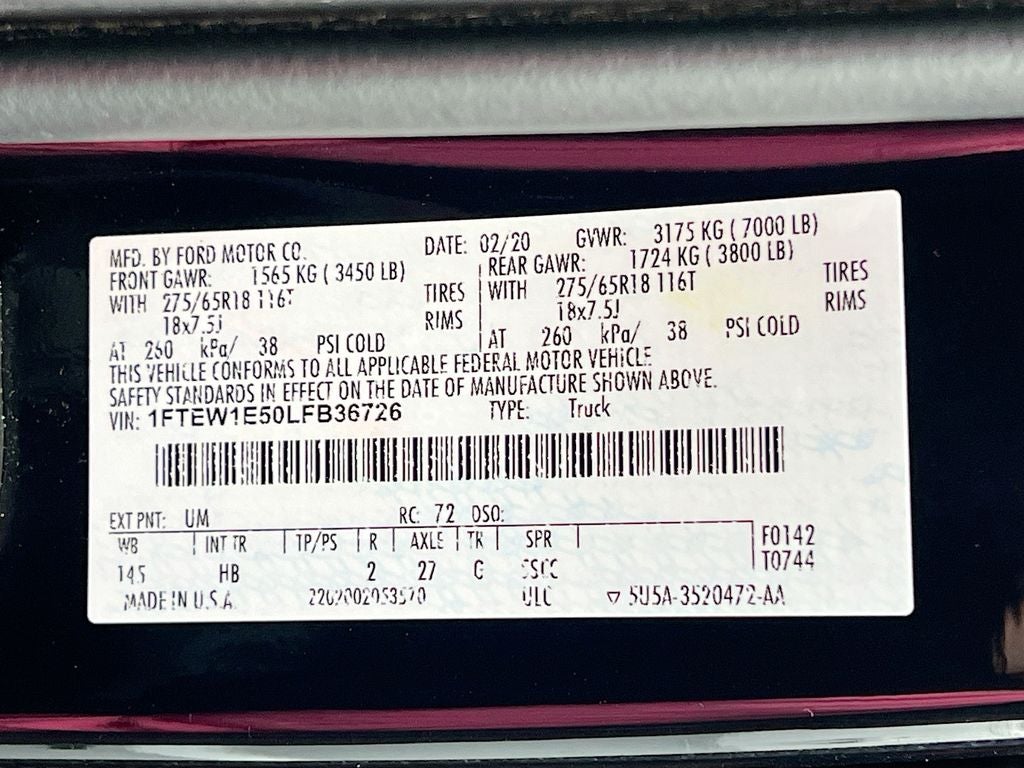 MFD. BY FORD MOTOR CO. DATE: 02/20 GVWR: 3175 KG ( 7000 LB)
FRONT GAWR: 1565 KG ( 3450 LB) REAR GAWR: 1724 KG ( 3800 LB)
WITH 275/65R18 116T TIRES WITH 275/65R18 116T TIRES
18x7.5J RIMS 18x7.5J RIMS
AT 260 kPa/ 38 PSI COLD AT 260 kPa/ 38 PSI COLD
THIS VEHICLE CONFORMS TO ALL APPLICABLE FEDERAL MOTOR VEHICLE
SAFETY STANDARDS IN EFFECT ON THE DATE OF MANUFACTURE SHOWN ABOVE.
VIN: 1FTEW1E50LFB36726 TYPE: Truck
EXT PNT: UM RC: 72 DSO:
WB INT TR TP/PS R AXLE TR SPR F0142
145 HB 2 27 G T0744
MADE IN U.S.A. ULC ▽ 5U5A-3520472-AA